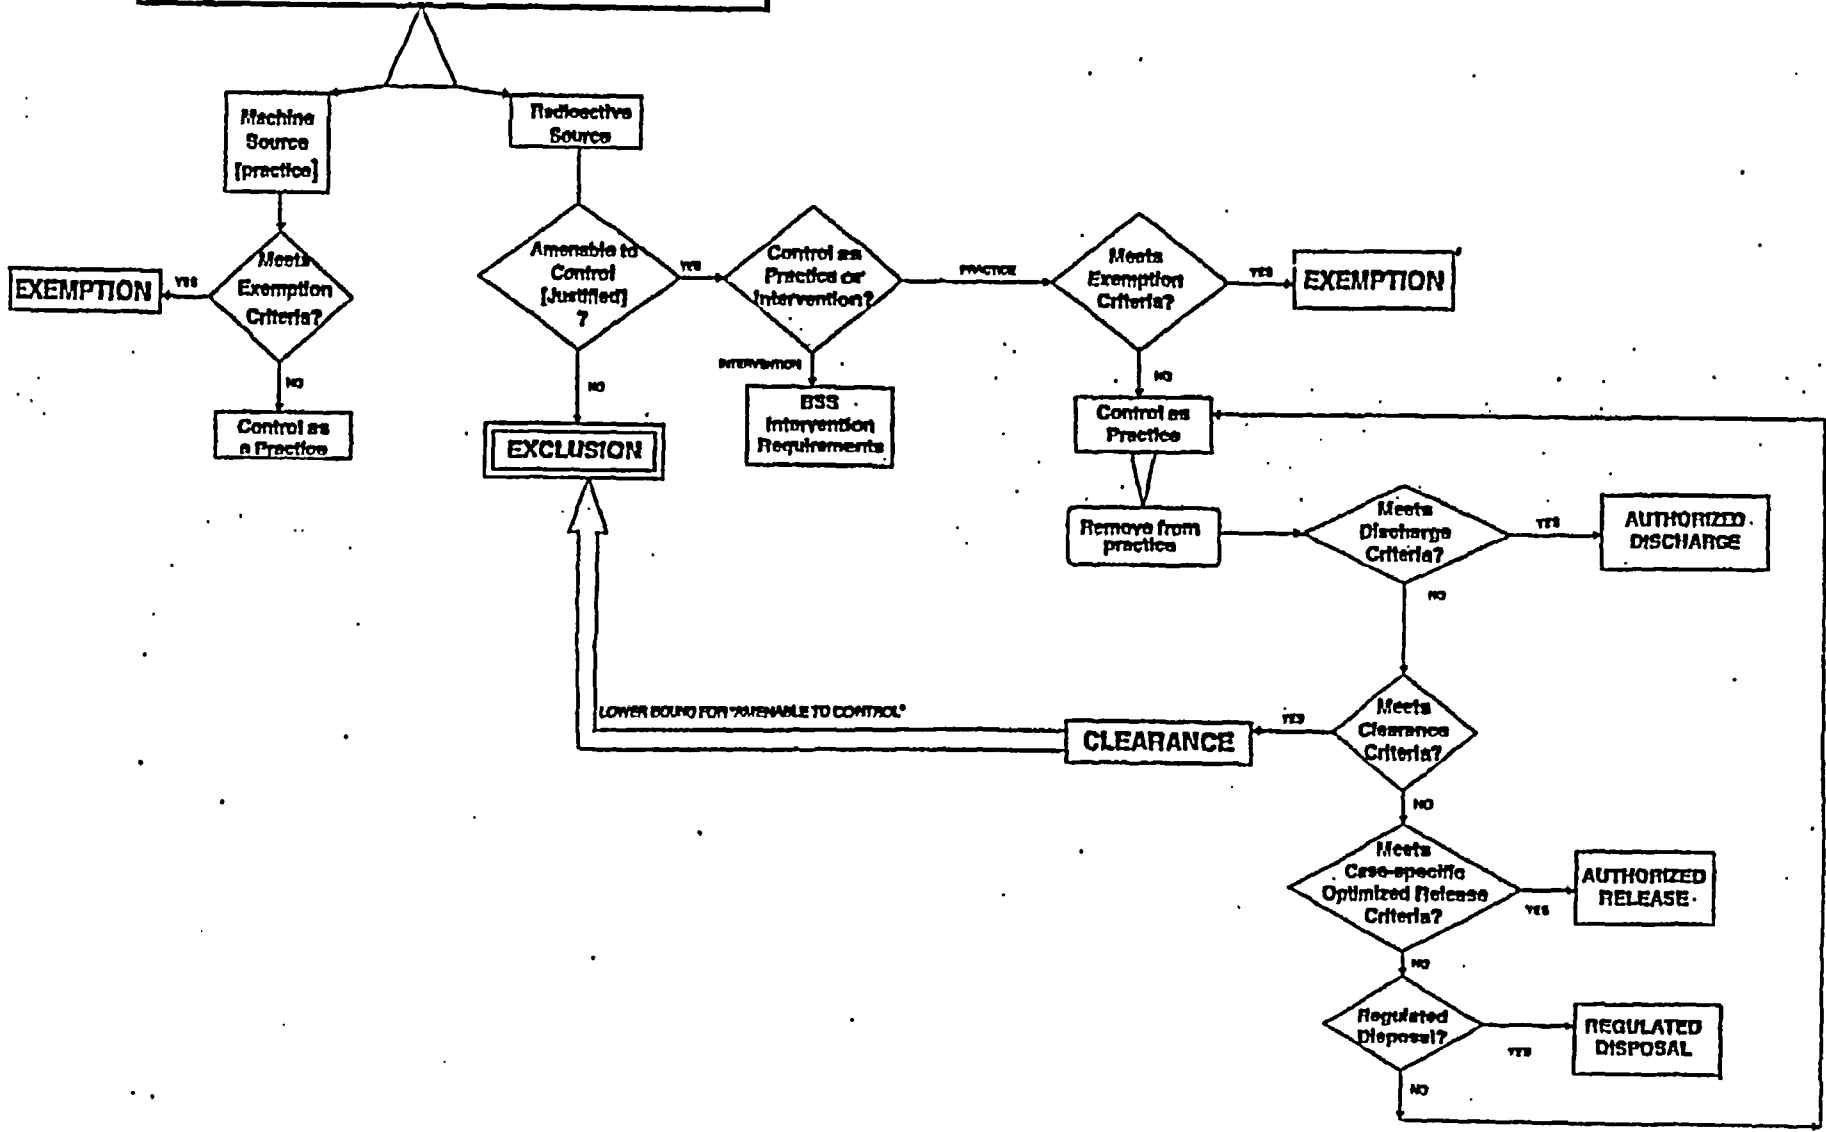 Machine
Source
[practice]
Radioactive
Source
Meets
Exemption
Criteria?
YES
EXEMPTION
NO
Control as
a Practice
Amenable to
Control
[Justified]
?
YES
NO
EXCLUSION
Control as
Practice or
Intervention?
INTERVENTION
BSS
Intervention
Requirements
PRACTICE
Meets
Exemption
Criteria?
YES
EXEMPTION
NO
Control as
Practice
Remove from
practice
Meets
Discharge
Criteria?
YES
AUTHORIZED
DISCHARGE
NO
Meets
Clearance
Criteria?
YES
CLEARANCE
LOWER BOUND FOR "AMENABLE TO CONTROL"
NO
Meets
Case-specific
Optimized Release
Criteria?
YES
AUTHORIZED
RELEASE
NO
Regulated
Disposal?
YES
REGULATED
DISPOSAL
NO